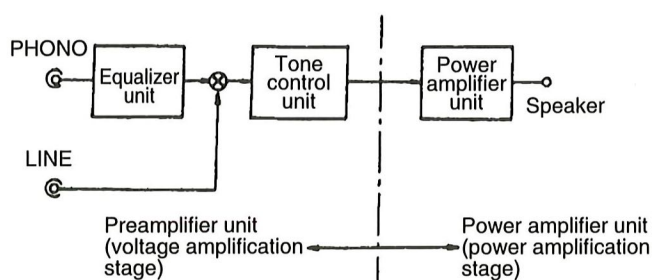 PHONO
Equalizer
unit
Tone
control
unit
Power
amplifier
unit
Speaker
LINE
Preamplifier unit
(voltage amplification
stage)
Power amplifier unit
(power amplification
stage)